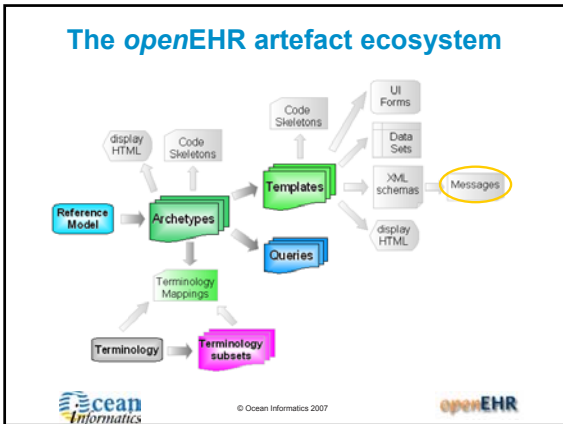 The openEHR artefact ecosystem
UI
Forms
Code
Skeletons
display
HTML
Code
Skeletons
Data
Sets
Templates
XML
schemas
Messages
Reference
Model
Archetypes
display
HTML
Queries
Terminology
Mappings
Terminology
Terminology
subsets
Ocean
Informatics
© Ocean Informatics 2007
openEHR